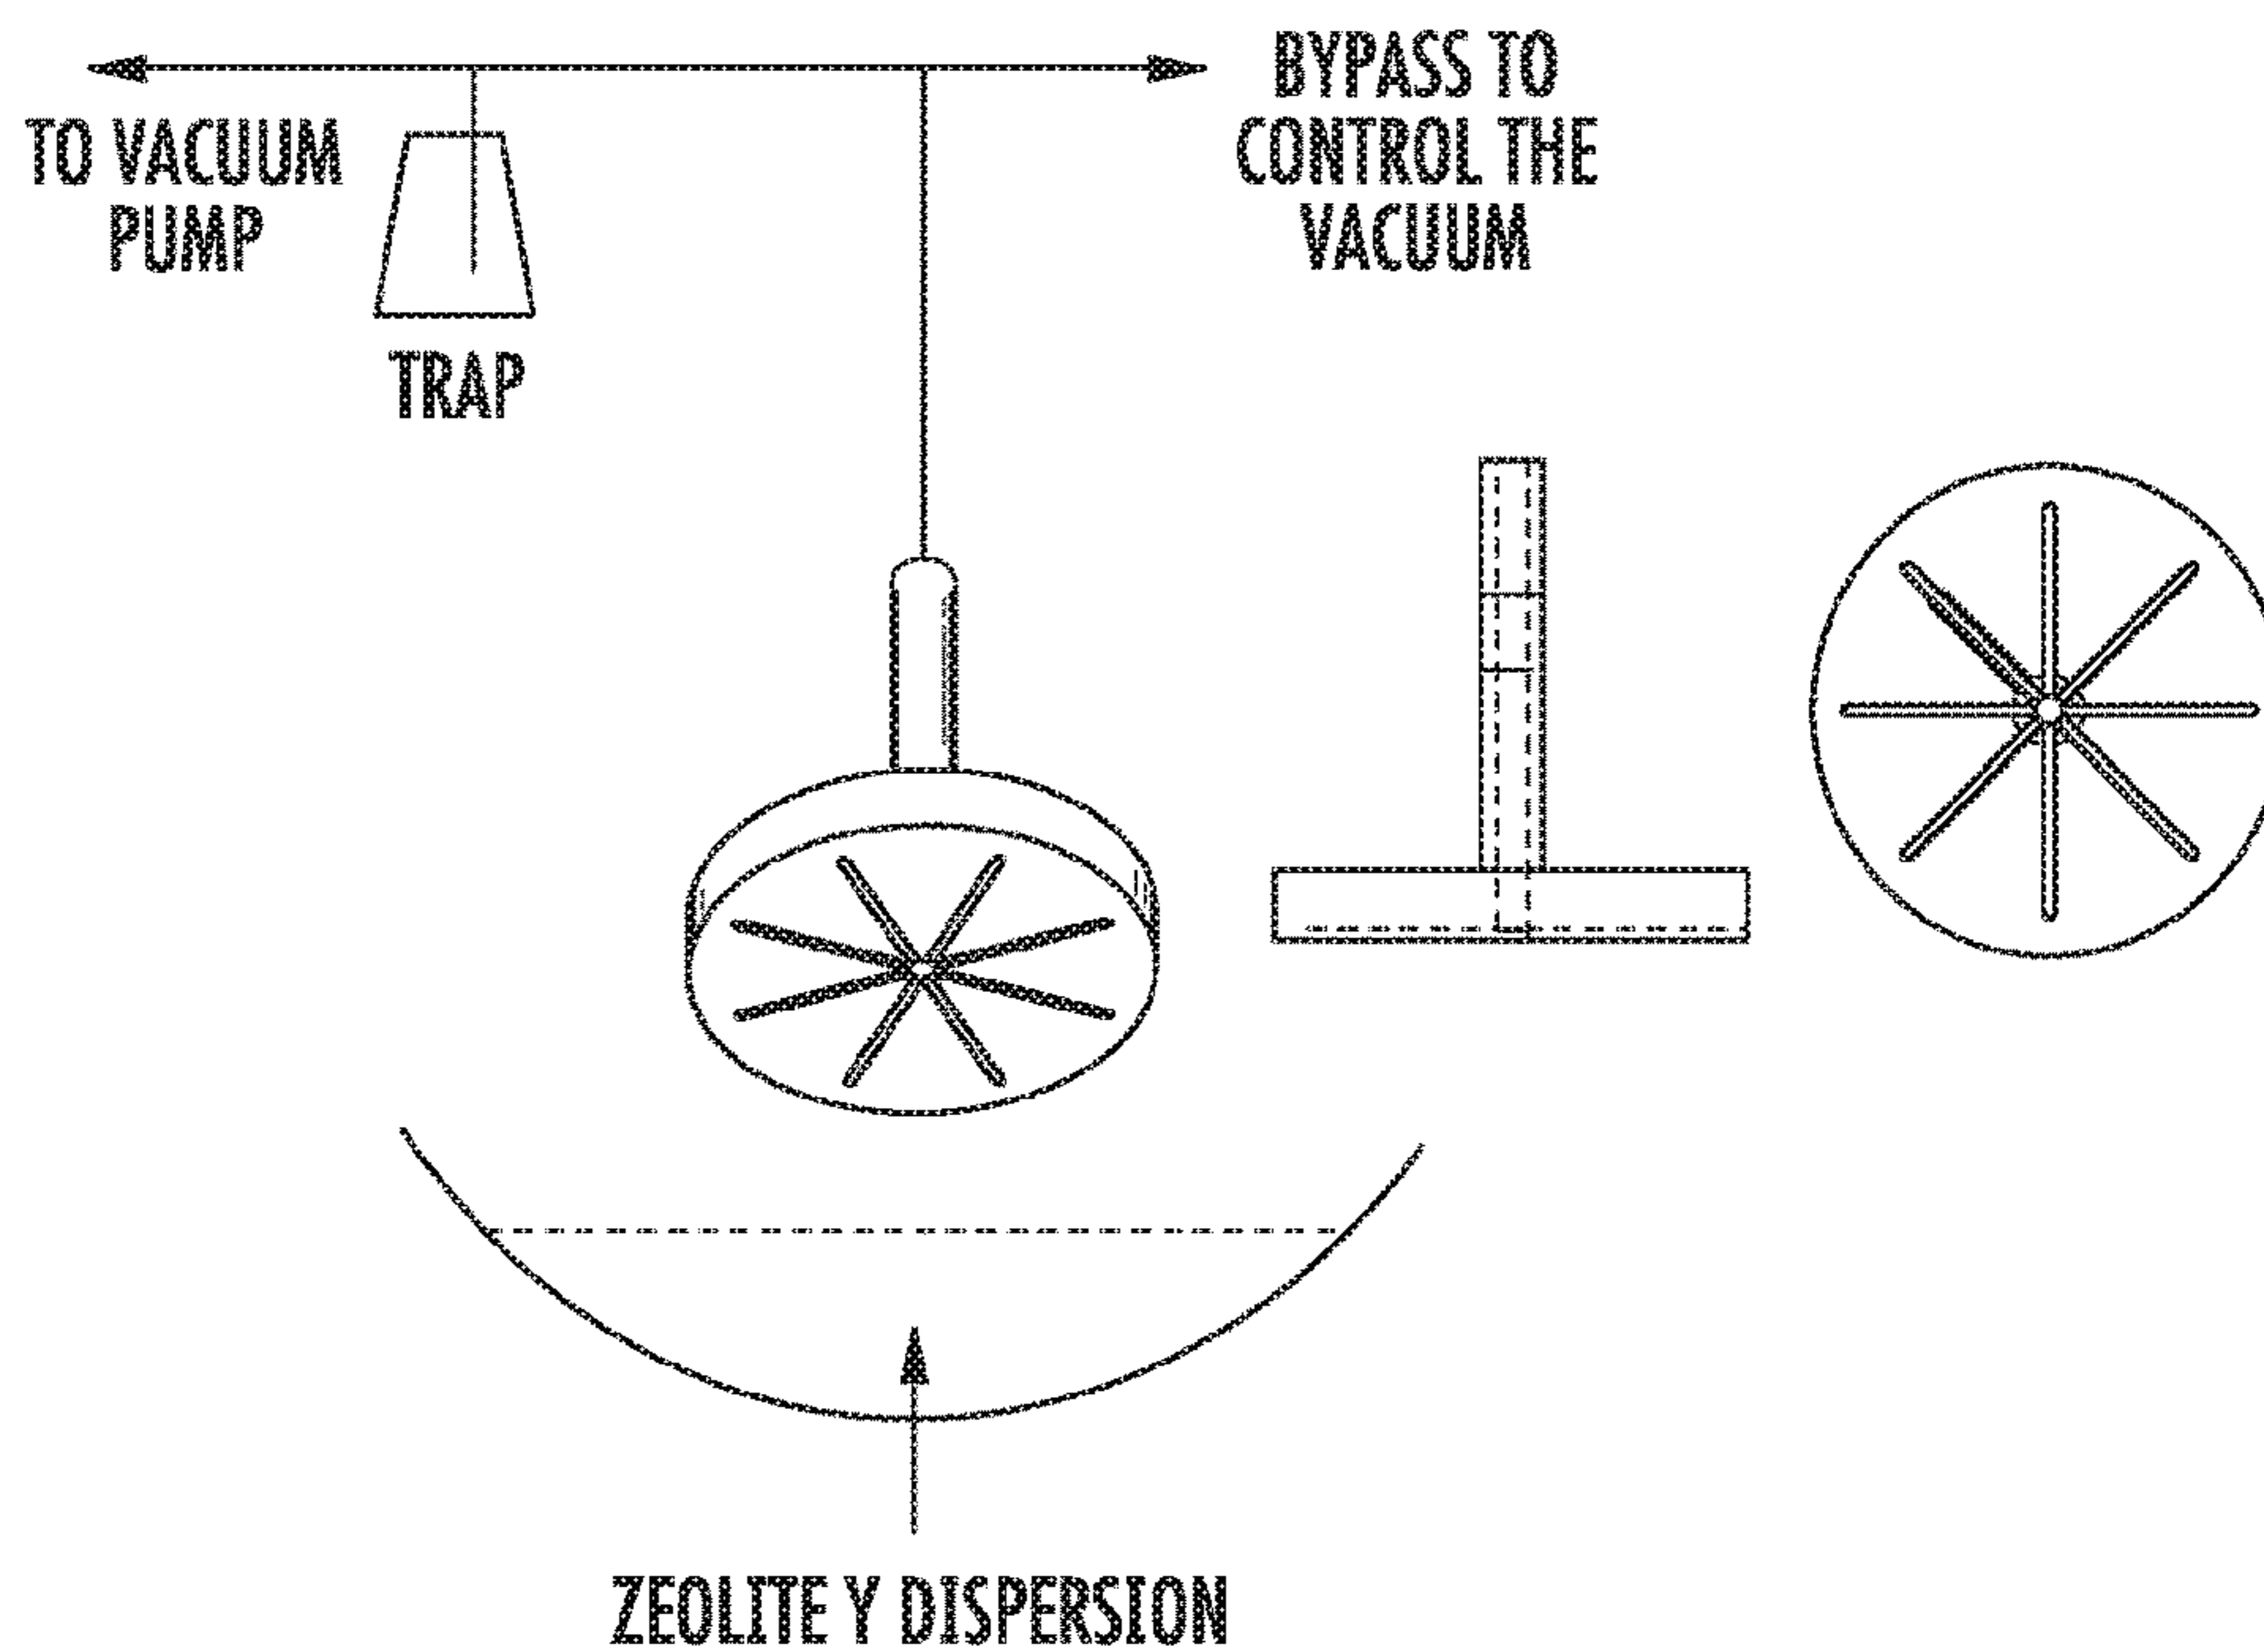 TO VACUUM
PUMP
TRAP
BYPASS TO
CONTROL THE
VACUUM
ZEOLITE Y DISPERSION